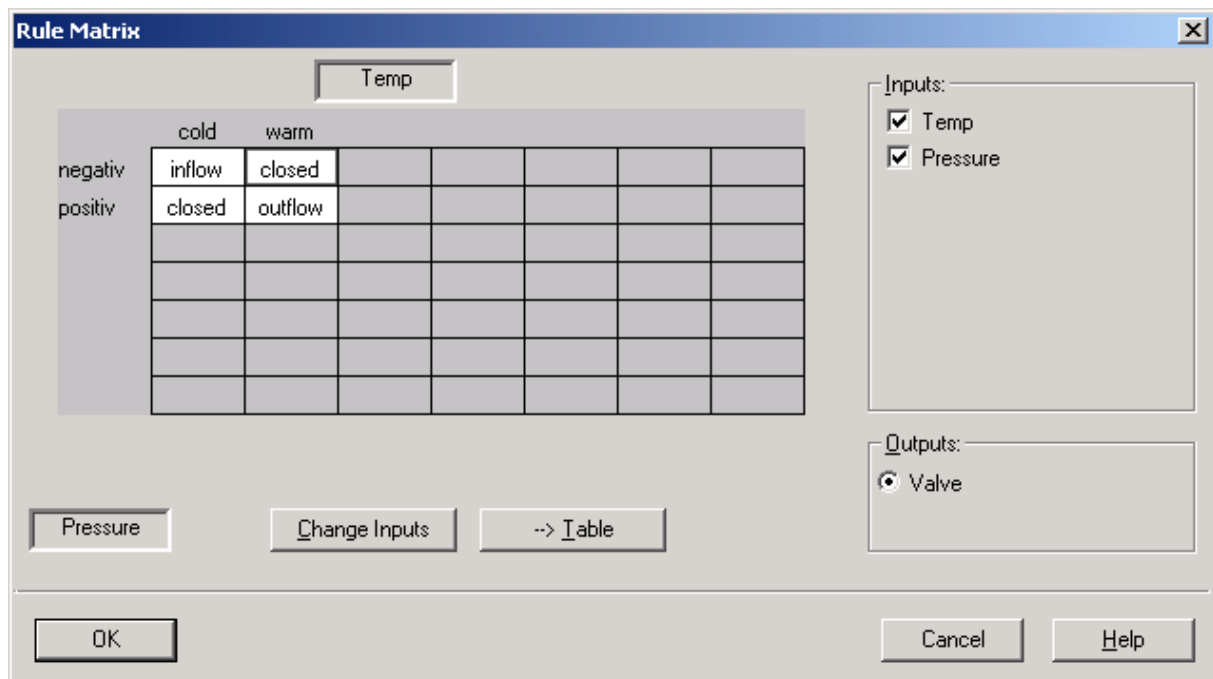 Rule Matrix
Temp
cold warm
negativ inflow closed
positiv closed outflow
Inputs:
Temp
Pressure
Outputs:
Valve
Pressure Change Inputs --> Table
OK Cancel Help